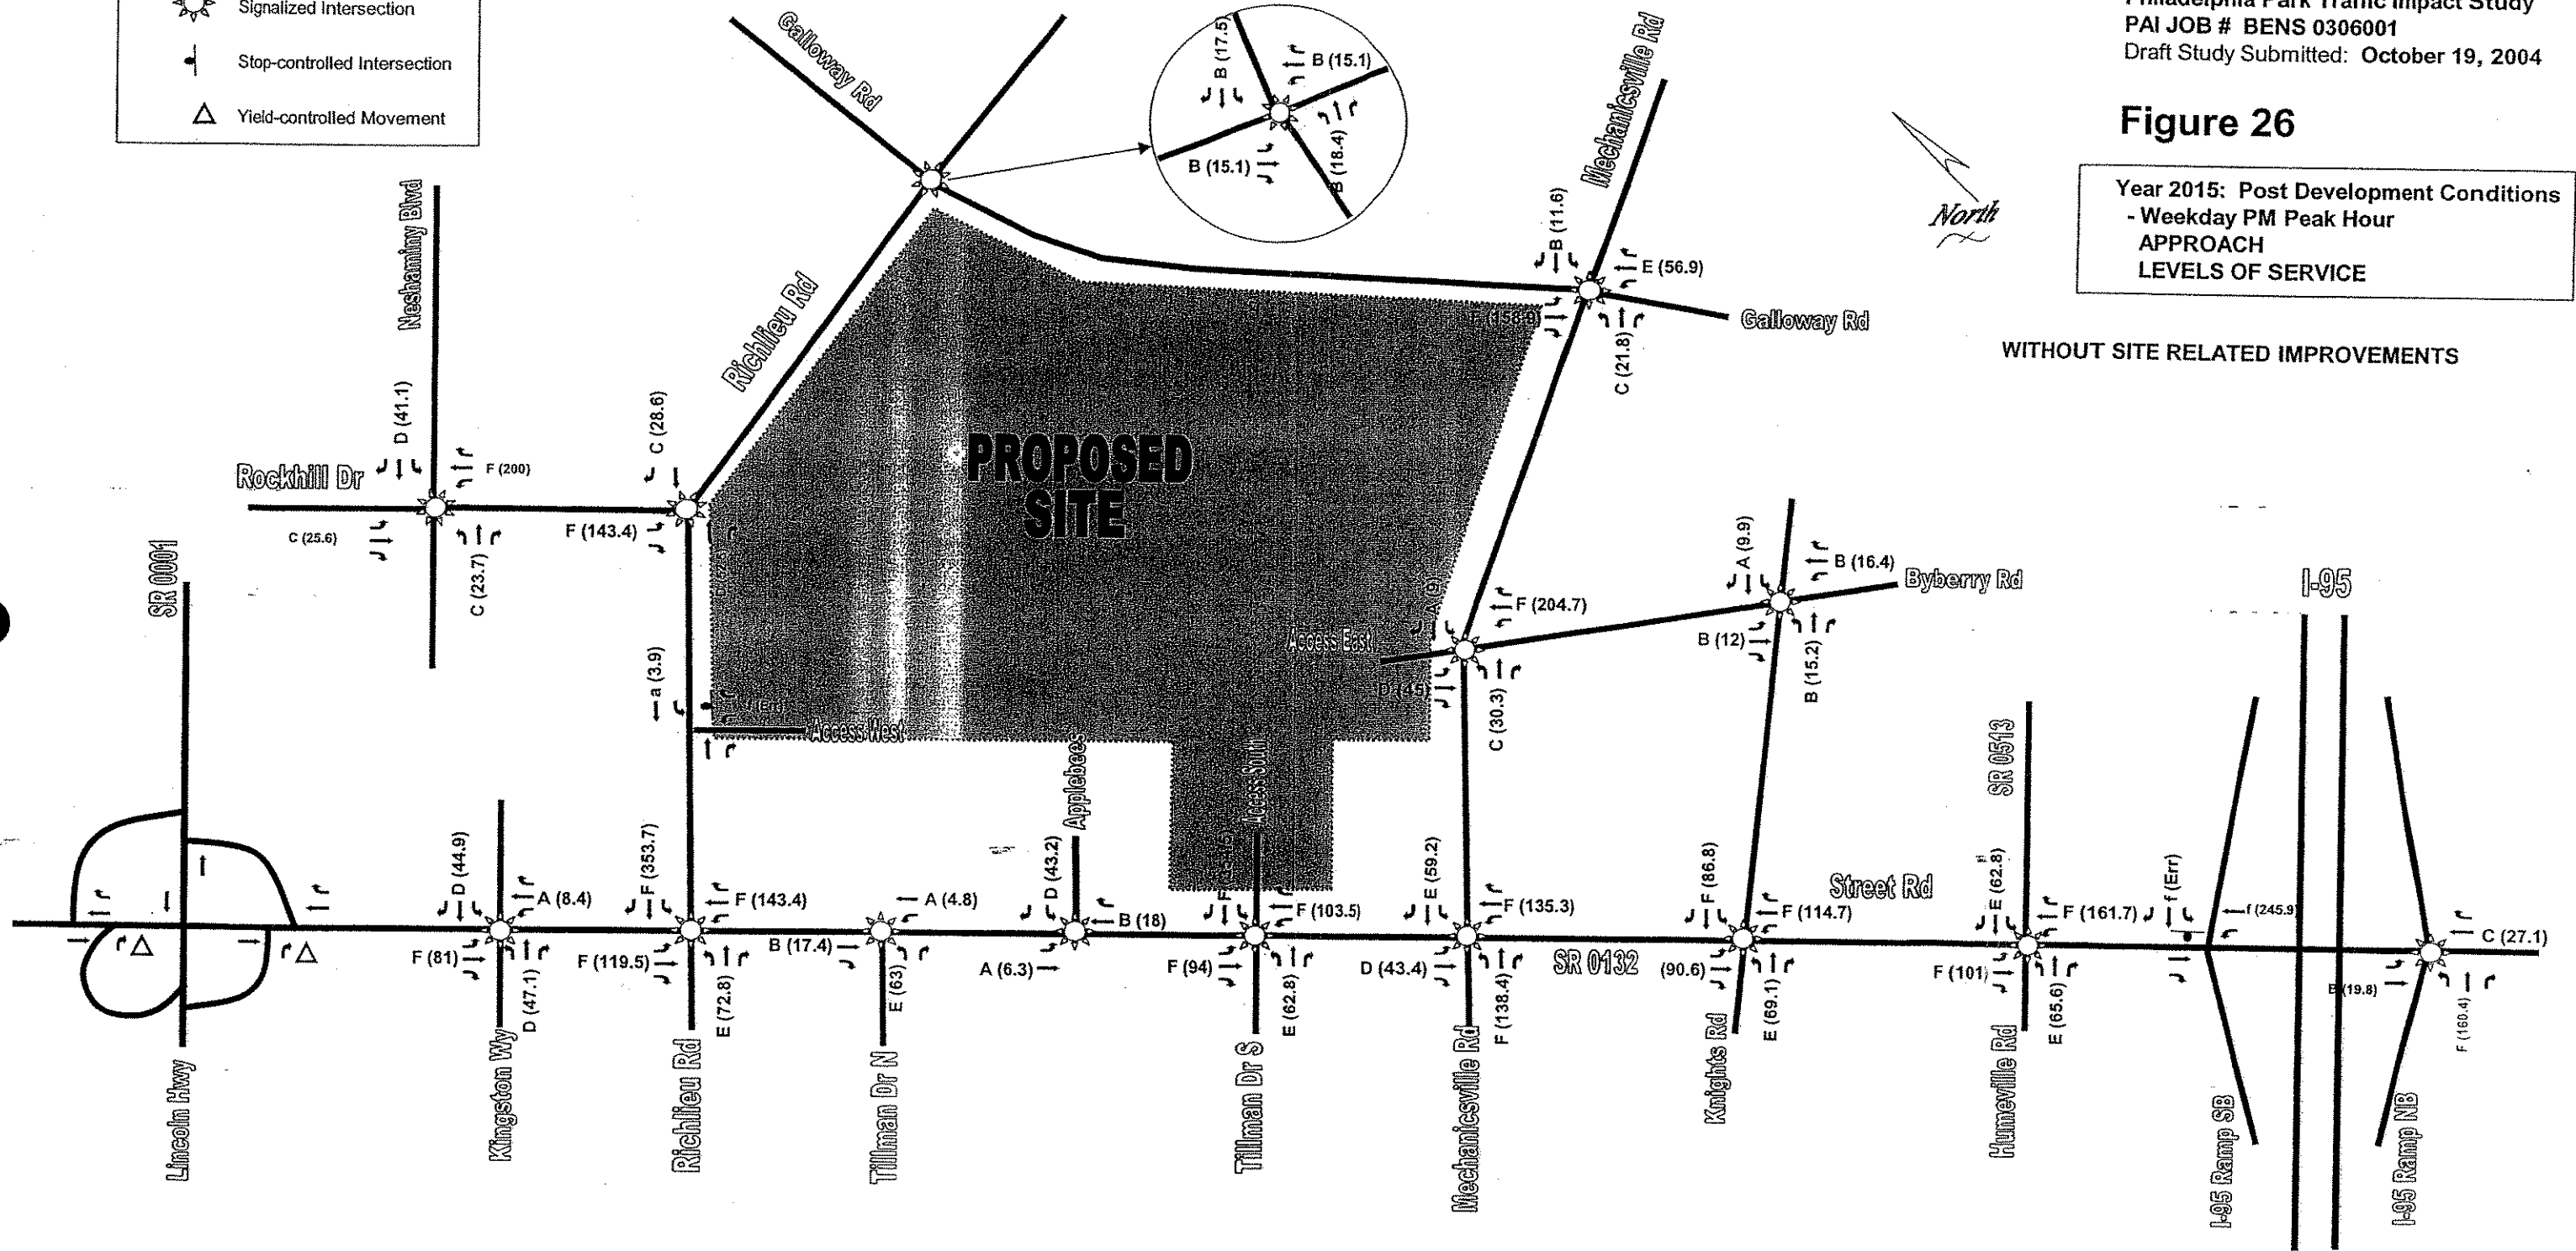 Signalized Intersection
Stop-controlled Intersection
Yield-controlled Movement
Philadelphia Park Traffic Impact Study
PAI JOB # BENS 0306001
Draft Study Submitted: October 19, 2004
Figure 26
Year 2015: Post Development Conditions
- Weekday PM Peak Hour
APPROACH
LEVELS OF SERVICE
WITHOUT SITE RELATED IMPROVEMENTS
North
Galloway Rd
B (17.5)
B (15.1)
B (15.1)
B (18.4)
Mechanicsville Rd
B (11.6)
E (56.9)
F (158.9)
C (21.8)
Galloway Rd
Neshaminy Blvd
Richlieu Rd
D (41.1)
F (200)
Rockhill Dr
C (25.6)
C (23.7)
C (28.6)
F (143.4)
PROPOSED
SITE
SR 0001
a (3.9)
Access West
Access East
A (9)
F (204.7)
D (45)
C (30.3)
A (9.9)
B (16.4)
Byberry Rd
B (12)
B (15.2)
I-95
SR 0513
Applebees
Access South
D (44.9)
A (8.4)
F (81)
D (47.1)
F (353.7)
F (143.4)
F (119.5)
E (72.8)
A (4.8)
B (17.4)
E (63)
D (43.2)
B (18)
A (6.3)
F (103.5)
F (94)
E (62.8)
E (59.2)
F (135.3)
D (43.4)
F (138.4)
SR 0132
F (86.8)
F (114.7)
(90.6)
E (69.1)
Street Rd
E (62.8)
F (161.7)
F (101)
E (65.6)
f (Err)
f (245.9)
C (27.1)
B (19.8)
F (160.4)
Lincoln Hwy
Kingston Wy
Richlieu Rd
Tillman Dr N
Tillman Dr S
Mechanicsville Rd
Knights Rd
Humeville Rd
I-95 Ramp SB
I-95 Ramp NB